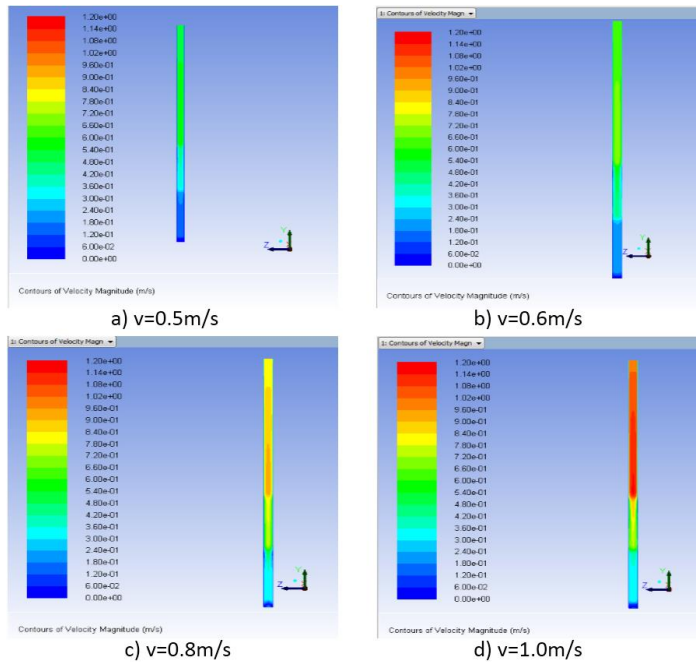 1.20e+00
1.14e+00
1.08e+00
1.02e+00
9.60e-01
9.00e-01
8.40e-01
7.80e-01
7.20e-01
6.60e-01
6.00e-01
5.40e-01
4.80e-01
4.20e-01
3.60e-01
3.00e-01
2.40e-01
1.80e-01
1.20e-01
6.00e-02
0.00e+00
Y
Z
Contours of Velocity Magnitude (m/s)
a) v=0.5m/s
1: Contours of Velocity Magnitude
1.20e+00
1.14e+00
1.08e+00
1.02e+00
9.60e-01
9.00e-01
8.40e-01
7.80e-01
7.20e-01
6.60e-01
6.00e-01
5.40e-01
4.80e-01
4.20e-01
3.60e-01
3.00e-01
2.40e-01
1.80e-01
1.20e-01
6.00e-02
0.00e+00
Y
Z
Contours of Velocity Magnitude (m/s)
b) v=0.6m/s
1: Contours of Velocity Magn
1.20e+00
1.14e+00
1.08e+00
1.02e+00
9.60e-01
9.00e-01
8.40e-01
7.80e-01
7.20e-01
6.60e-01
6.00e-01
5.40e-01
4.80e-01
4.20e-01
3.60e-01
3.00e-01
2.40e-01
1.80e-01
1.20e-01
6.00e-02
0.00e+00
Y
Z
Contours of Velocity Magnitude (m/s)
c) v=0.8m/s
1: Contours of Velocity Magn
1.20e+00
1.14e+00
1.08e+00
1.02e+00
9.60e-01
9.00e-01
8.40e-01
7.80e-01
7.20e-01
6.60e-01
6.00e-01
5.40e-01
4.80e-01
4.20e-01
3.60e-01
3.00e-01
2.40e-01
1.80e-01
1.20e-01
6.00e-02
0.00e+00
Y
Z
Contours of Velocity Magnitude (m/s)
d) v=1.0m/s